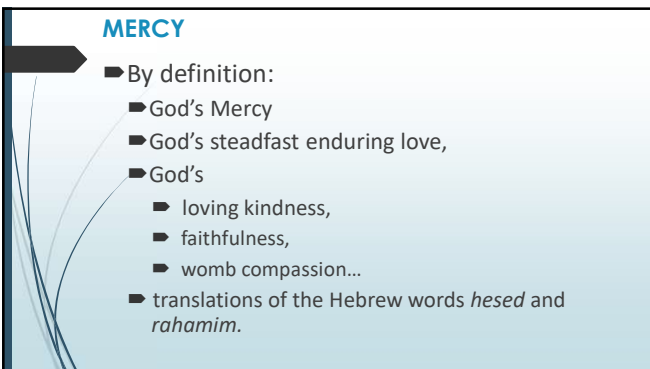 MERCY
By definition:
God’s Mercy
God’s steadfast enduring love,
God’s
loving kindness,
faithfulness,
womb compassion…
translations of the Hebrew words hesed and
rahamim.